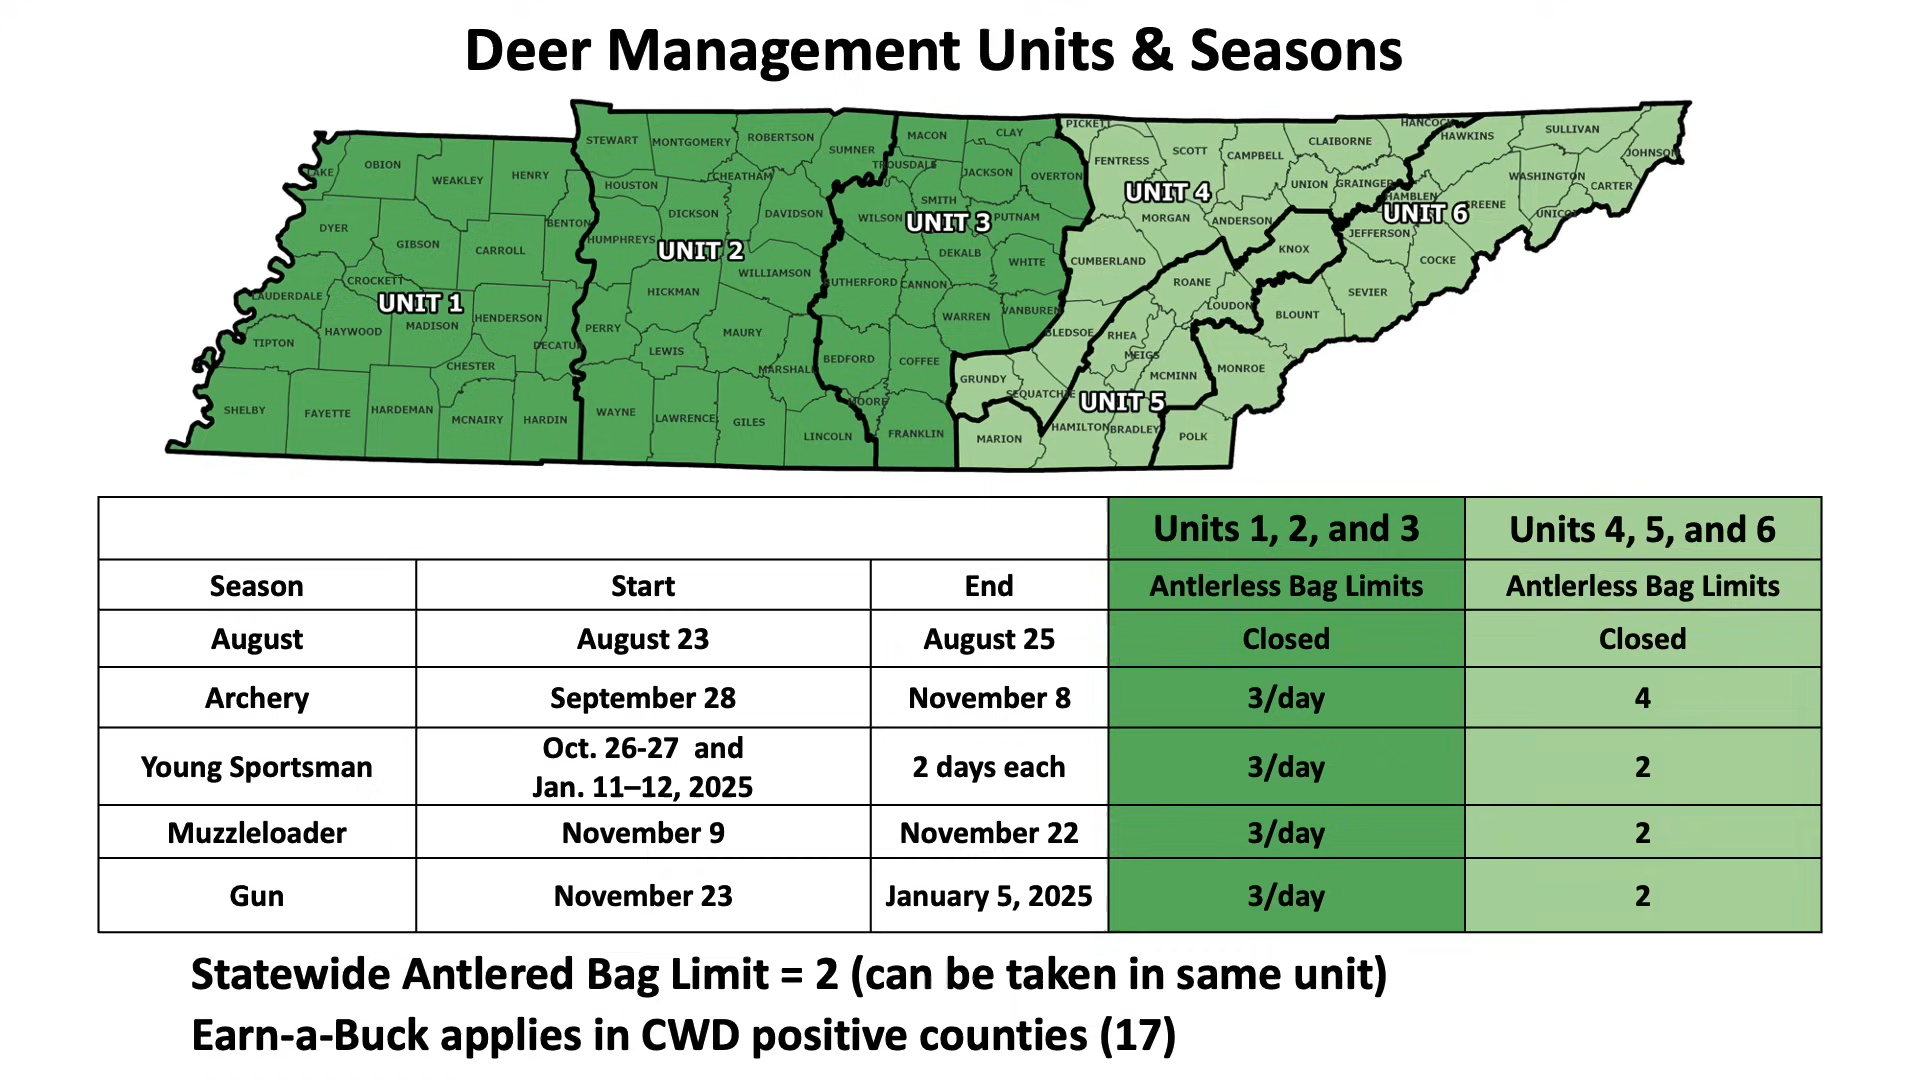 Deer Management Units & Seasons
STEWART
MONTGOMERY
ROBERTSON
SUMNER
MACON
CLAY
PICKETT
SCOTT
CAMPBELL
CLAIBORNE
HANCOCK
HAWKINS
SULLIVAN
JOHNSON
LAKE
OBION
WEAKLEY
HENRY
HOUSTON
CHEATHAM
TROUSDALE
JACKSON
OVERTON
FENTRESS
UNION
GRAINGER
HAMBLEN
GREENE
WASHINGTON
CARTER
UNICOI
DYER
GIBSON
CARROLL
BENTON
HUMPHREYS
DICKSON
DAVIDSON
WILSON
SMITH
PUTNAM
UNIT 4
MORGAN
ANDERSON
UNIT 6
JEFFERSON
UNIT 2
UNIT 3
DEKALB
WHITE
CUMBERLAND
KNOX
COCKE
CROCKETT
LAUDERDALE
UNIT 1
WILLIAMSON
HICKMAN
RUTHERFORD
CANNON
ROANE
LOUDON
SEVIER
BLOUNT
TIPTON
HAYWOOD
MADISON
HENDERSON
DECATUR
PERRY
LEWIS
MAURY
WARREN
VANBUREN
BLEDSOE
RHEA
MEIGS
MCMINN
MONROE
CHESTER
MARSHALL
BEDFORD
COFFEE
GRUNDY
SEQUATCHIE
UNIT 5
SHELBY
FAYETTE
HARDEMAN
MCNAIRY
HARDIN
WAYNE
LAWRENCE
GILES
LINCOLN
MOORE
FRANKLIN
MARION
HAMILTON
BRADLEY
POLK
Units 1, 2, and 3 Units 4, 5, and 6
Season Start End Antlerless Bag Limits Antlerless Bag Limits
August August 23 August 25 Closed Closed
Archery September 28 November 8 3/day 4
Young Sportsman Oct. 26-27 and
Jan. 11–12, 2025 2 days each 3/day 2
Muzzleloader November 9 November 22 3/day 2
Gun November 23 January 5, 2025 3/day 2
Statewide Antlered Bag Limit = 2 (can be taken in same unit)
Earn-a-Buck applies in CWD positive counties (17)